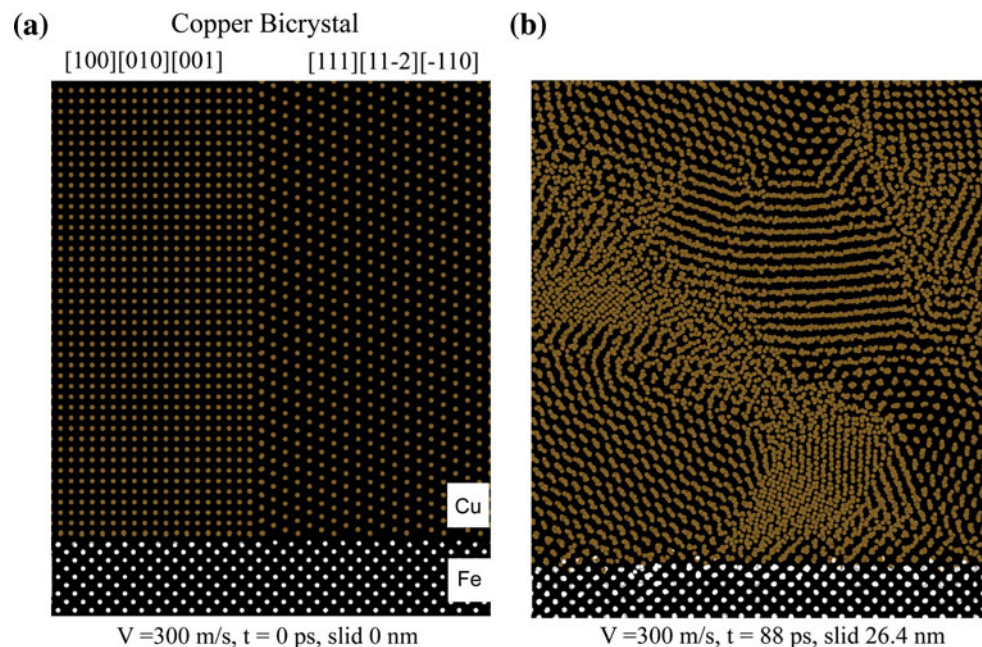 (a)
Copper Bicrystal
[100][010][001]
[111][11-2][-110]
Cu
Fe
V =300 m/s, t = 0 ps, slid 0 nm
(b)
V =300 m/s, t = 88 ps, slid 26.4 nm